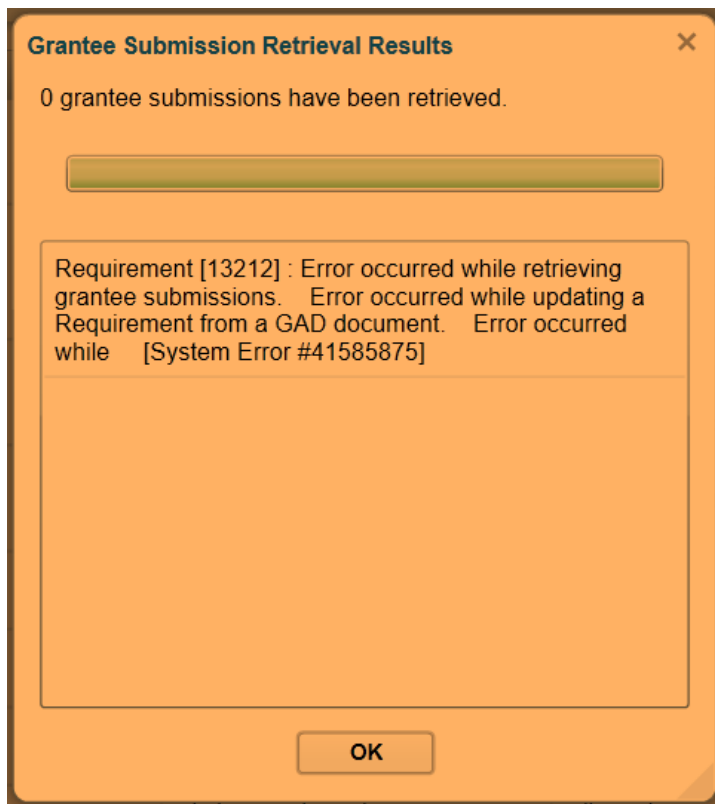 Grantee Submission Retrieval Results
0 grantee submissions have been retrieved.
Requirement [13212] : Error occurred while retrieving
grantee submissions. Error occurred while updating a
Requirement from a GAD document. Error occurred
while [System Error #41585875]
OK